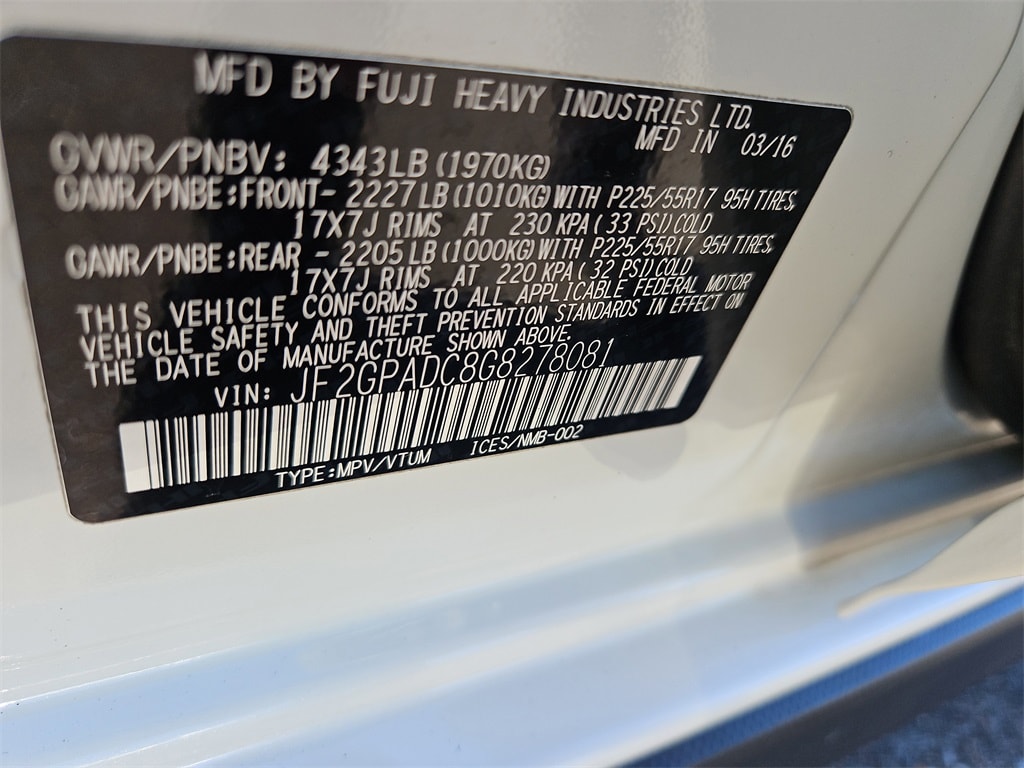 MFD BY FUJI HEAVY INDUSTRIES LTD.
MFD IN 03/16
GVWR/PNBV: 4343LB (1970KG)
GAWR/PNBE:FRONT- 2227LB(1010KG)WITH P225/55R17 95H TIRES,
17X7J RIMS AT 230 KPA( 33 PSI)COLD
GAWR/PNBE:REAR - 2205LB(1000KG)WITH P225/55R17 95H TIRES,
17X7J RIMS AT 220 KPA( 32 PSI)COLD
THIS VEHICLE CONFORMS TO ALL APPLICABLE FEDERAL MOTOR
VEHICLE SAFETY AND THEFT PREVENTION STANDARDS IN EFFECT ON
THE DATE OF MANUFACTURE SHOWN ABOVE.
VIN: JF2GPADC8G8278081
TYPE:MPV/VTUM ICES/NMB-002